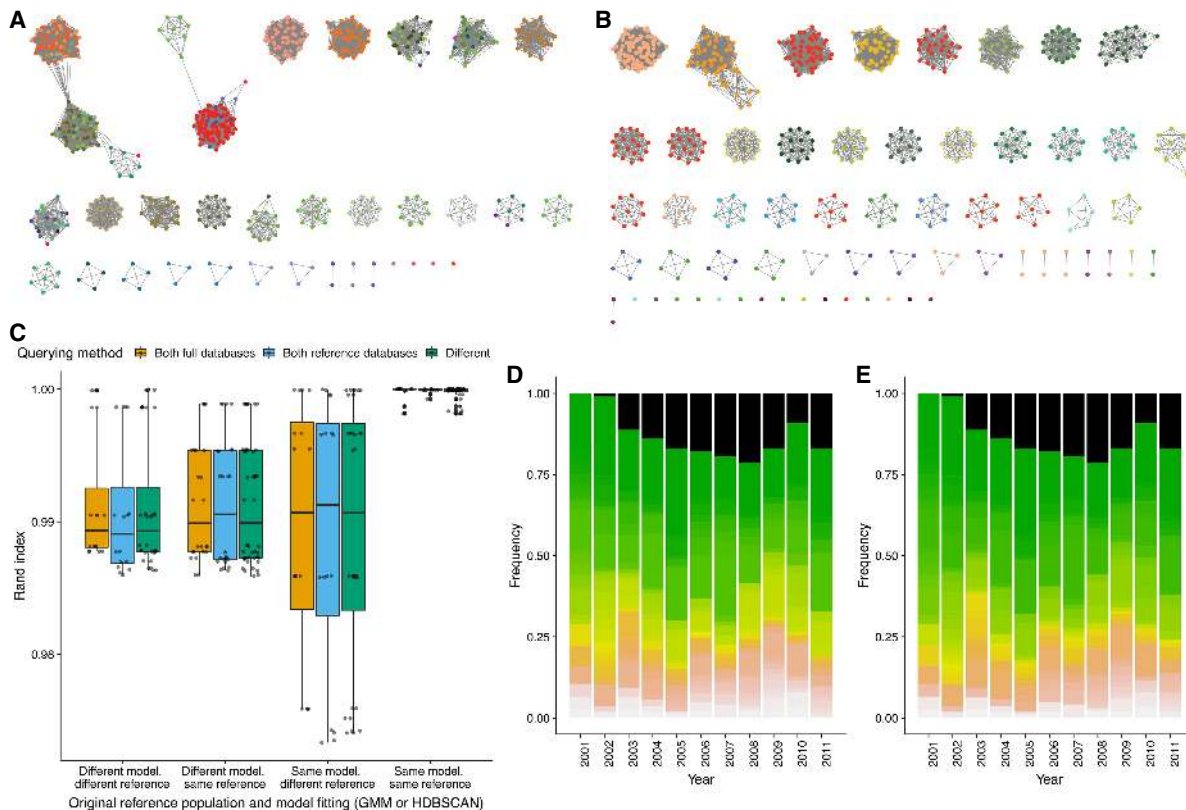 A
B
C
Querying method Both full databases Both reference databases Different
1.00
0.99
0.98
Rand index
Different model. different reference
Different model. same reference
Same model. different reference
Same model. same reference
Original reference population and model fitting (GMM or HDBSCAN)
D
1.00
0.75
0.50
0.25
0.00
Frequency
2001 2002 2003 2004 2005 2006 2007 2008 2009 2010 2011
Year
E
1.00
0.75
0.50
0.25
0.00
Frequency
2001 2002 2003 2004 2005 2006 2007 2008 2009 2010 2011
Year